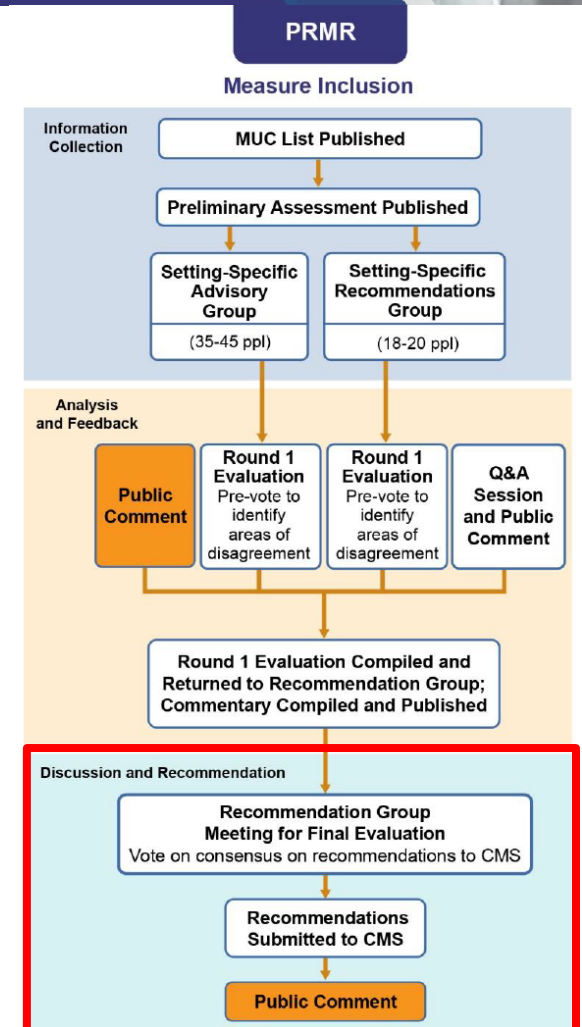 PRMR
Measure Inclusion
Information
Collection
MUC List Published
Preliminary Assessment Published
Setting-Specific
Advisory
Group
(35-45 ppl)
Setting-Specific
Recommendations
Group
(18-20 ppl)
Analysis
and Feedback
Public
Comment
Round 1
Evaluation
Pre-vote to
identify
areas of
disagreement
Round 1
Evaluation
Pre-vote to
identify
areas of
disagreement
Q&A
Session
and Public
Comment
Round 1 Evaluation Compiled and
Returned to Recommendation Group;
Commentary Compiled and Published
Discussion and Recommendation
Recommendation Group
Meeting for Final Evaluation
Vote on consensus on recommendations to CMS
Recommendations
Submitted to CMS
Public Comment